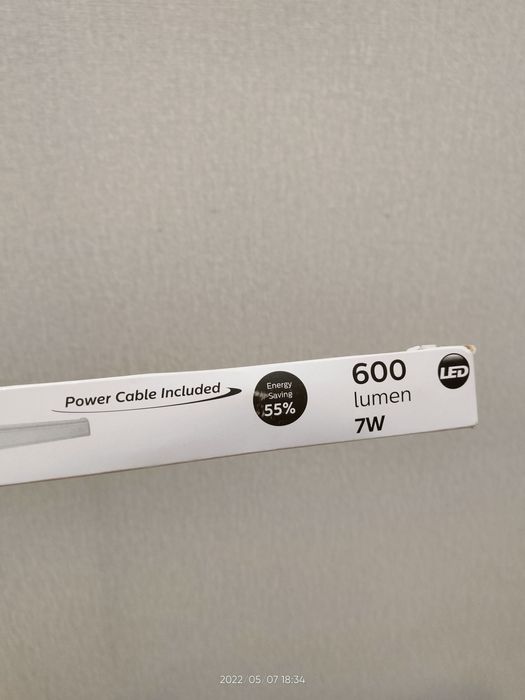 Power Cable Included
Energy
Saving
55%
600
lumen
7W
LED
2022 05 07 18:34